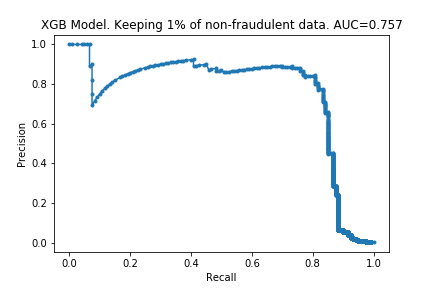 XGB Model. Keeping 1% of non-fraudulent data. AUC=0.757
1.0
0.8
0.6
0.4
0.2
0.0
Precision
0.0 0.2 0.4 0.6 0.8 1.0
Recall